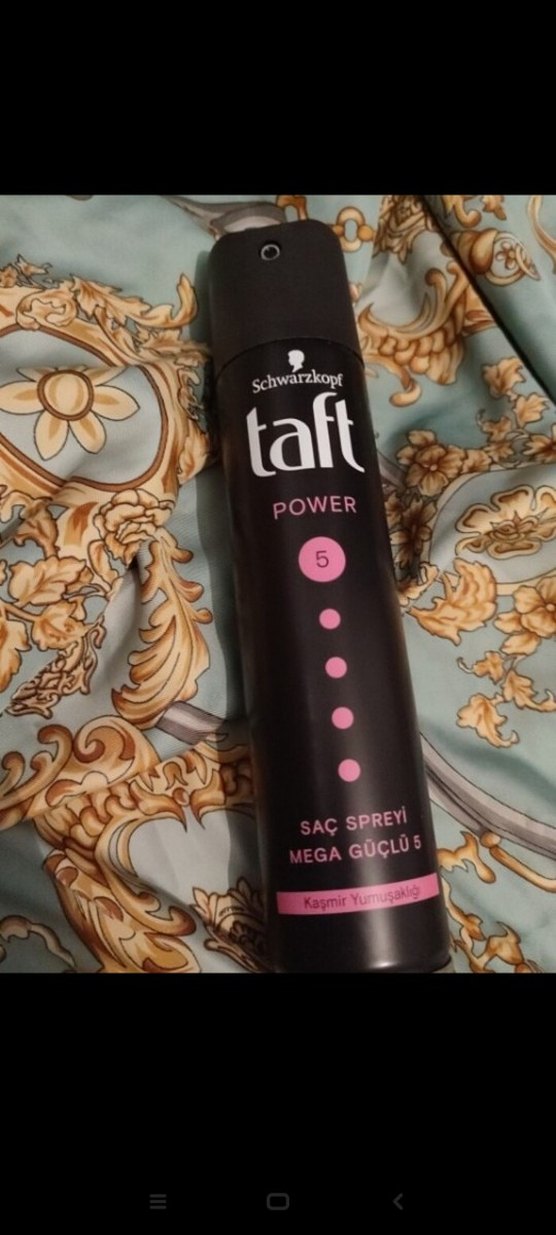 Schwarzkopf
taft
POWER
5
SAÇ SPREYİ
MEGA GÜÇLÜ 5
Kaşmir Yumuşaklığı